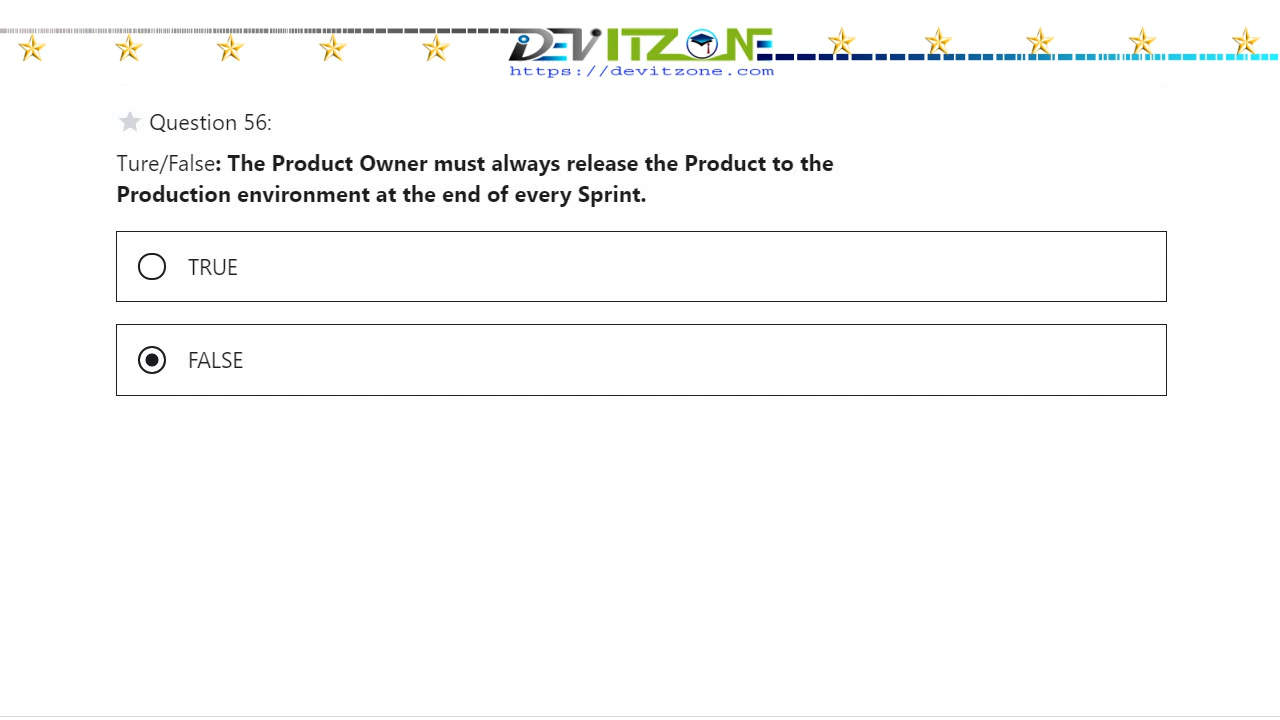 DEVITZONE
https://devitzone.com
Question 56:
Ture/False: The Product Owner must always release the Product to the
Production environment at the end of every Sprint.
TRUE
FALSE